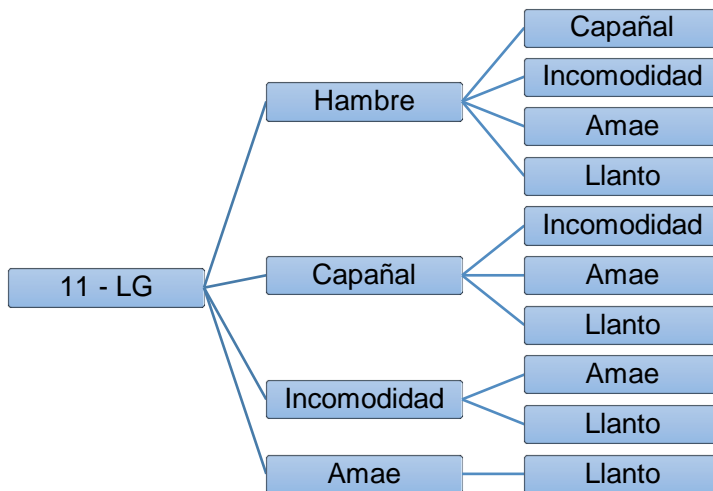 11 - LG
Hambre
Capañal
Incomodidad
Amae
Llanto
Capañal
Incomodidad
Amae
Llanto
Incomodidad
Amae
Llanto
Amae
Llanto